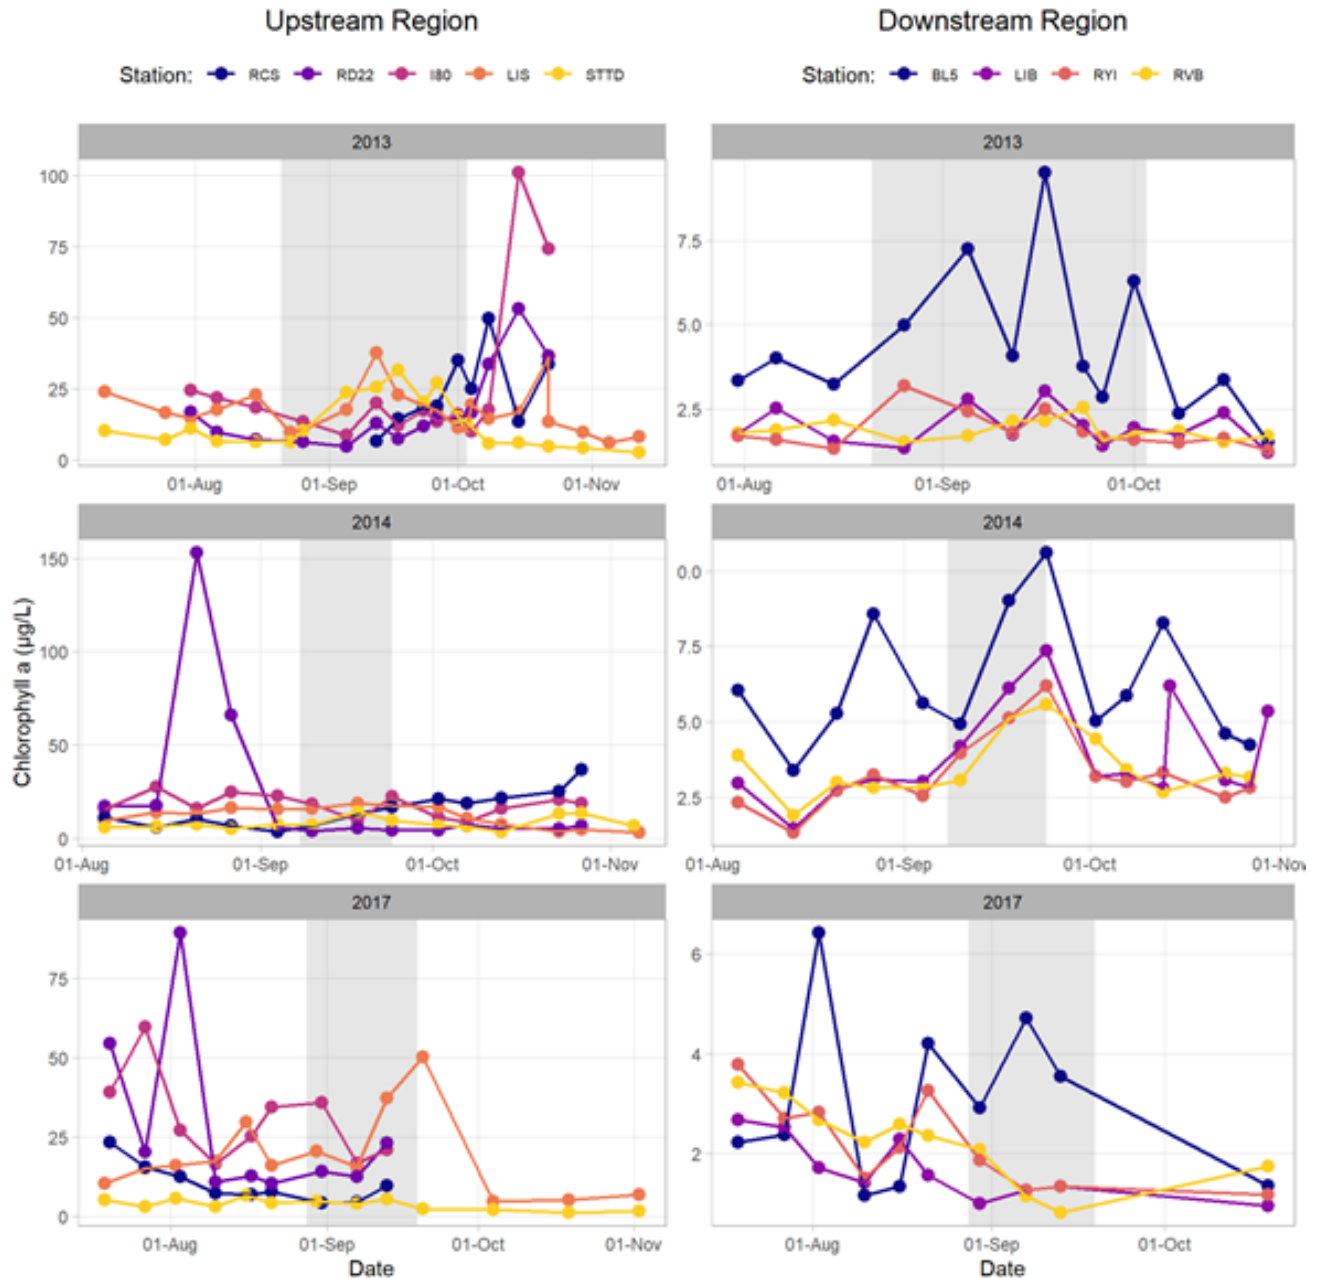 Upstream Region
Downstream Region
Station: RCS RD22 I80 LIS STTD
Station: BL5 LIB RYI RVB
2013
100
75
50
25
0
01-Aug 01-Sep 01-Oct 01-Nov
2013
7.5
5.0
2.5
01-Aug 01-Sep 01-Oct
Chlorophyll a (µg/L)
2014
150
100
50
0
01-Aug 01-Sep 01-Oct 01-Nov
2014
0.0
7.5
5.0
2.5
01-Aug 01-Sep 01-Oct 01-Nov
2017
75
50
25
0
01-Aug 01-Sep 01-Oct 01-Nov
Date
2017
6
4
2
01-Aug 01-Sep 01-Oct
Date